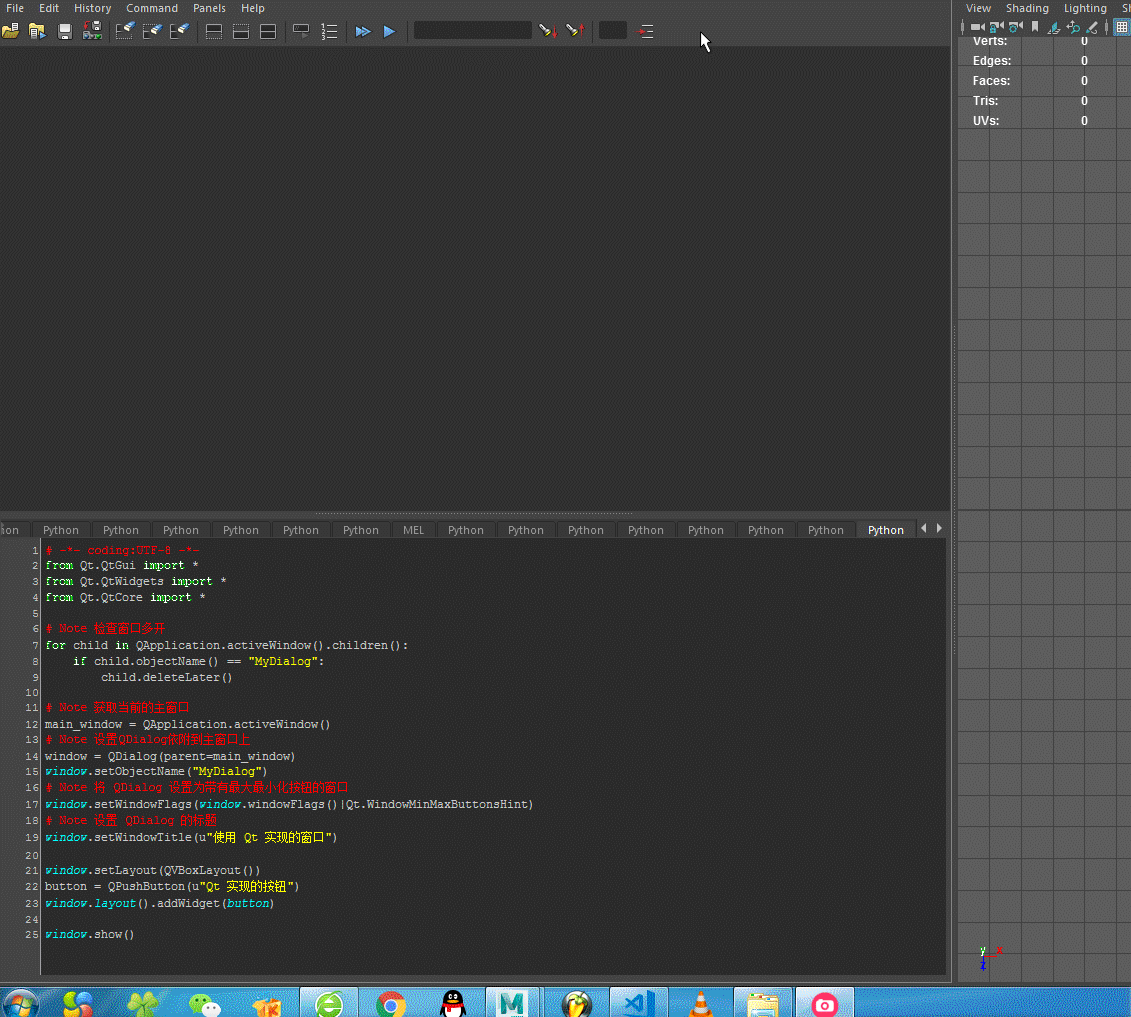 File Edit History Command Panels Help
View Shading Lighting
Verts: 0
Edges: 0
Faces: 0
Tris: 0
UVs: 0
Python Python Python Python Python Python MEL Python Python Python Python Python Python Python Python
1 # -*- coding:UTF-8 -*-
2 from Qt.QtGui import *
3 from Qt.QtWidgets import *
4 from Qt.QtCore import *
5
6 # Note 检查窗口多开
7 for child in QApplication.activeWindow().children():
8 if child.objectName() == "MyDialog":
9 child.deleteLater()
10
11 # Note 获取当前的主窗口
12 main_window = QApplication.activeWindow()
13 # Note 设置QDialog依附到主窗口上
14 window = QDialog(parent=main_window)
15 window.setObjectName("MyDialog")
16 # Note 将 QDialog 设置为带有最大最小化按钮的窗口
17 window.setWindowFlags(window.windowFlags()|Qt.WindowMinMaxButtonsHint)
18 # Note 设置 QDialog 的标题
19 window.setWindowTitle(u"使用 Qt 实现的窗口")
20
21 window.setLayout(QVBoxLayout())
22 button = QPushButton(u"Qt 实现的按钮")
23 window.layout().addWidget(button)
24
25 window.show()
y x
z